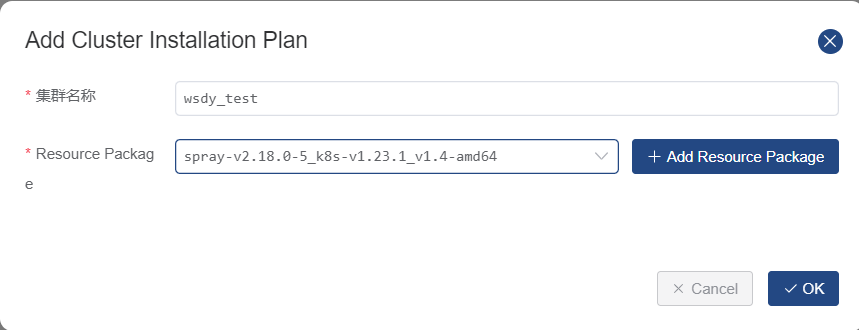 Add Cluster Installation Plan
* 集群名称
wsdy_test
* Resource Packag
e
spray-v2.18.0-5_k8s-v1.23.1_v1.4-amd64
Add Resource Package
Cancel
OK